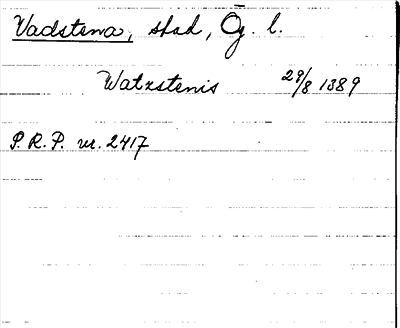 Vadstena, stad, Ög. l.
Watzstenis 29/8 1389
P.R.P. nr. 2417